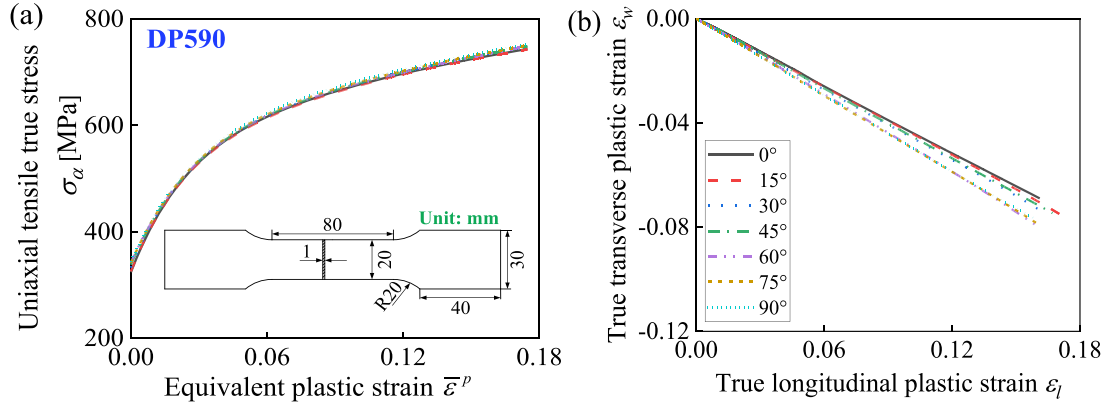 (a)
800
600
400
200
Uniaxial tensile true stress
σα [MPa]
DP590
Unit: mm
80
1
20
30
R20
40
0.00
0.06
0.12
0.18
Equivalent plastic strain ε̅ᵖ
(b)
0.00
-0.04
-0.08
-0.12
True transverse plastic strain εw
0°
15°
30°
45°
60°
75°
90°
0.00
0.06
0.12
0.18
True longitudinal plastic strain εl